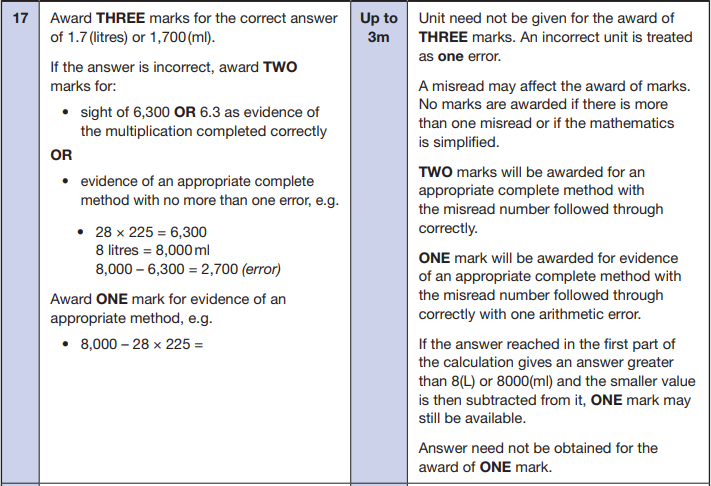 17
Award THREE marks for the correct answer
of 1.7 (litres) or 1,700 (ml).
If the answer is incorrect, award TWO
marks for:
• sight of 6,300 OR 6.3 as evidence of
the multiplication completed correctly
OR
• evidence of an appropriate complete
method with no more than one error, e.g.
• 28 × 225 = 6,300
8 litres = 8,000 ml
8,000 – 6,300 = 2,700 (error)
Award ONE mark for evidence of an
appropriate method, e.g.
• 8,000 – 28 × 225 =
Up to
3m
Unit need not be given for the award of
THREE marks. An incorrect unit is treated
as one error.
A misread may affect the award of marks.
No marks are awarded if there is more
than one misread or if the mathematics
is simplified.
TWO marks will be awarded for an
appropriate complete method with
the misread number followed through
correctly.
ONE mark will be awarded for evidence
of an appropriate complete method with
the misread number followed through
correctly with one arithmetic error.
If the answer reached in the first part of
the calculation gives an answer greater
than 8(L) or 8000(ml) and the smaller value
is then subtracted from it, ONE mark may
still be available.
Answer need not be obtained for the
award of ONE mark.